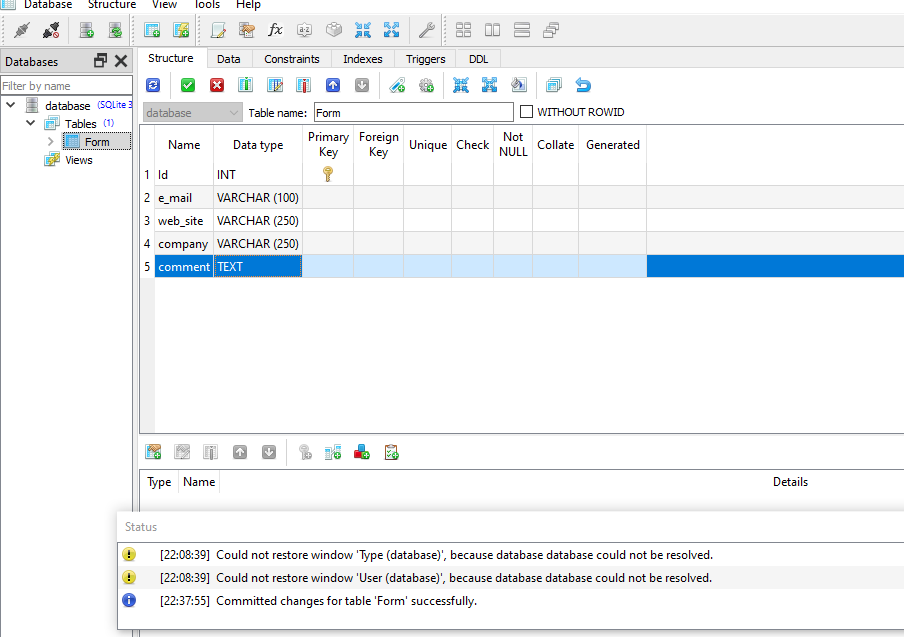 Database Structure View Tools Help
Databases
Structure Data Constraints Indexes Triggers DDL
Filter by name
database (SQLite 3
Tables (1)
Form
Views
database Table name: Form WITHOUT ROWID
Name Data type Primary Key Foreign Key Unique Check Not NULL Collate Generated
1 Id INT
2 e_mail VARCHAR (100)
3 web_site VARCHAR (250)
4 company VARCHAR (250)
5 comment TEXT
Type Name Details
Status
[22:08:39] Could not restore window 'Type (database)', because database database could not be resolved.
[22:08:39] Could not restore window 'User (database)', because database database could not be resolved.
[22:37:55] Committed changes for table 'Form' successfully.